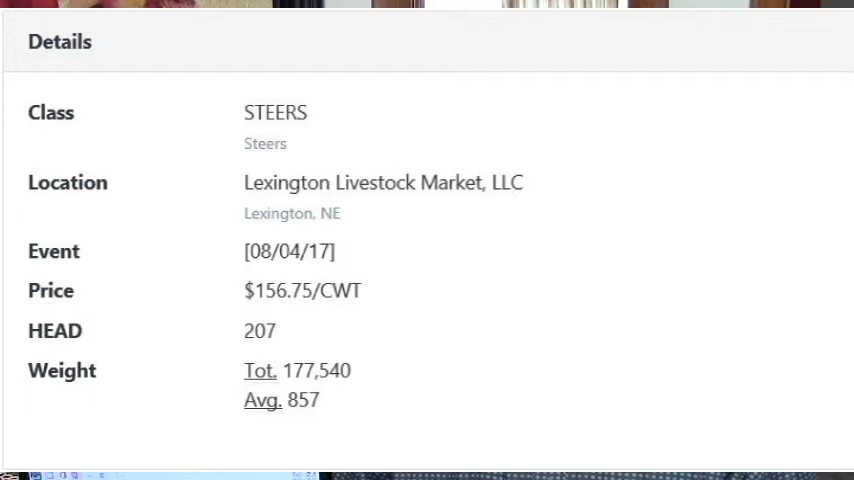 Details
Class STEERS
Steers
Location Lexington Livestock Market, LLC
Lexington, NE
Event [08/04/17]
Price $156.75/CWT
HEAD 207
Weight Tot. 177,540
Avg. 857